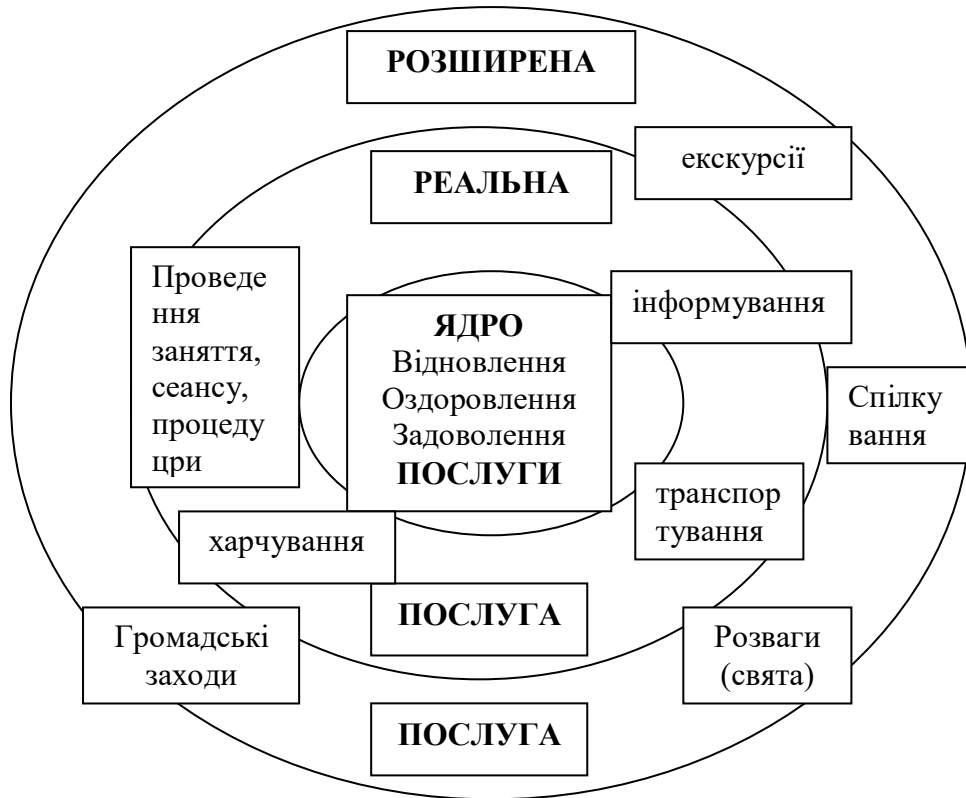 РОЗШИРЕНА
екскурсії
РЕАЛЬНА
Проведе
ння
заняття,
сеансу,
процеду
цри
інформування
ЯДРО
Відновлення
Оздоровлення
Задоволення
ПОСЛУГИ
Спілку
вання
транспор
тування
харчування
ПОСЛУГА
Громадські
заходи
Розваги
(свята)
ПОСЛУГА